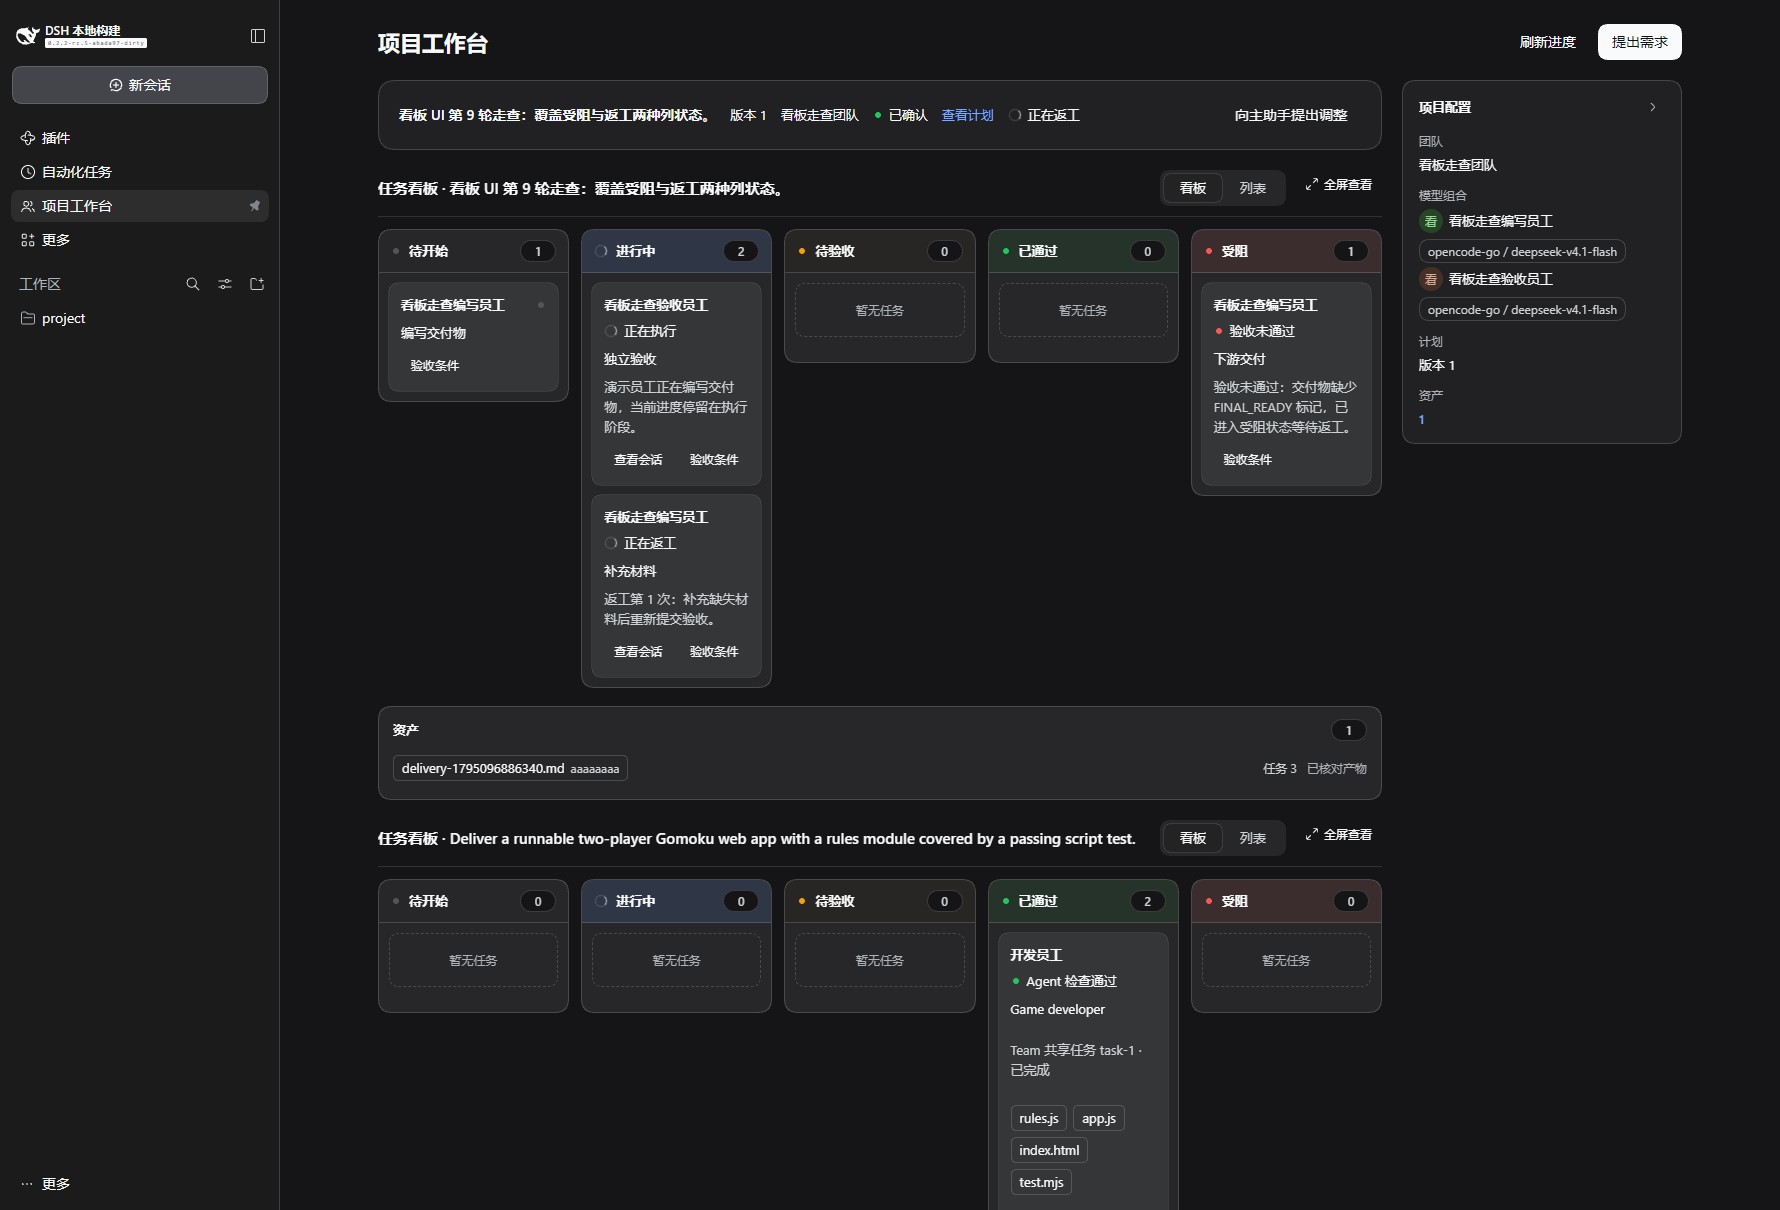 DSH 本地构建
新会话
插件
自动化任务
项目工作台
更多
工作区
project
更多
项目工作台
刷新进度
提出需求
看板 UI 第 9 轮走查：覆盖受阻与返工两种列状态。 版本 1 看板走查团队 已确认 查看计划 正在返工 向主助手提出调整
任务看板 · 看板 UI 第 9 轮走查：覆盖受阻与返工两种列状态。
看板 列表 全屏查看
待开始 1
看板走查编写员工
编写交付物
验收条件
进行中 2
看板走查验收员工
正在执行
独立验收
演示员工正在编写交付
物，当前进度停留在执行
阶段。
查看会话 验收条件
看板走查编写员工
正在返工
补充材料
返工第 1 次：补充缺失材
料后重新提交验收。
查看会话 验收条件
待验收 0
暂无任务
已通过 0
暂无任务
受阻 1
看板走查编写员工
验收未通过
下游交付
验收未通过：交付物缺少
FINAL_READY 标记，已
进入受阻状态等待返工。
验收条件
资产 1
delivery-1795096886340.md aaaaaaaa 任务 3 已核对产物
任务看板 · Deliver a runnable two-player Gomoku web app with a rules module covered by a passing script test.
看板 列表 全屏查看
待开始 0
暂无任务
进行中 0
暂无任务
待验收 0
暂无任务
已通过 2
开发员工
Agent 检查通过
Game developer
Team 共享任务 task-1 ·
已完成
rules.js app.js
index.html
test.mjs
受阻 0
暂无任务
项目配置
团队
看板走查团队
模型组合
看 看板走查编写员工
opencode-go / deepseek-v4.1-flash
看 看板走查验收员工
opencode-go / deepseek-v4.1-flash
计划
版本 1
资产
1